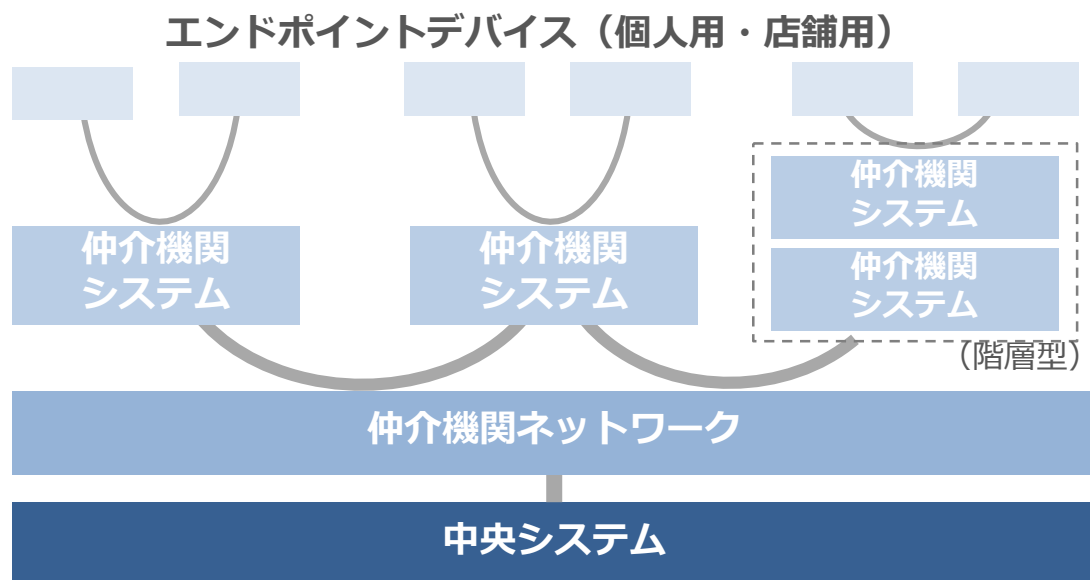 エンドポイントデバイス（個人用・店舗用）
仲介機関
システム
仲介機関
システム
仲介機関
システム
仲介機関
システム
（階層型）
仲介機関ネットワーク
中央システム